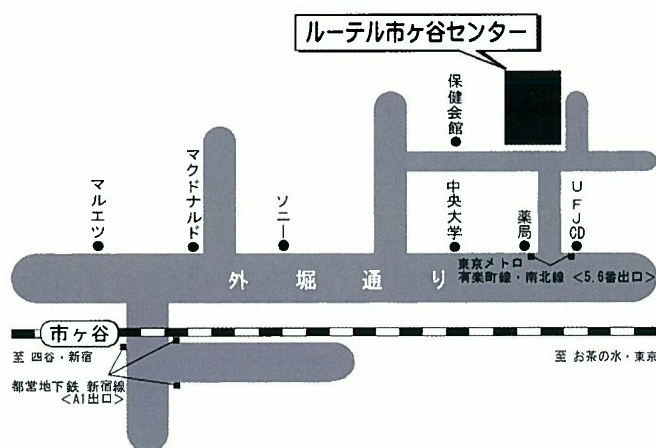 ルーテル市ヶ谷センター
保健会館
マルエツ
マクドナルド
ソニー
中央大学
薬局
UFJCD
外堀通り
東京メトロ
有楽町線・南北線 <5.6番出口>
市ヶ谷
至 四谷・新宿
至 お茶の水・東京
都営地下鉄 新宿線
<A1出口>